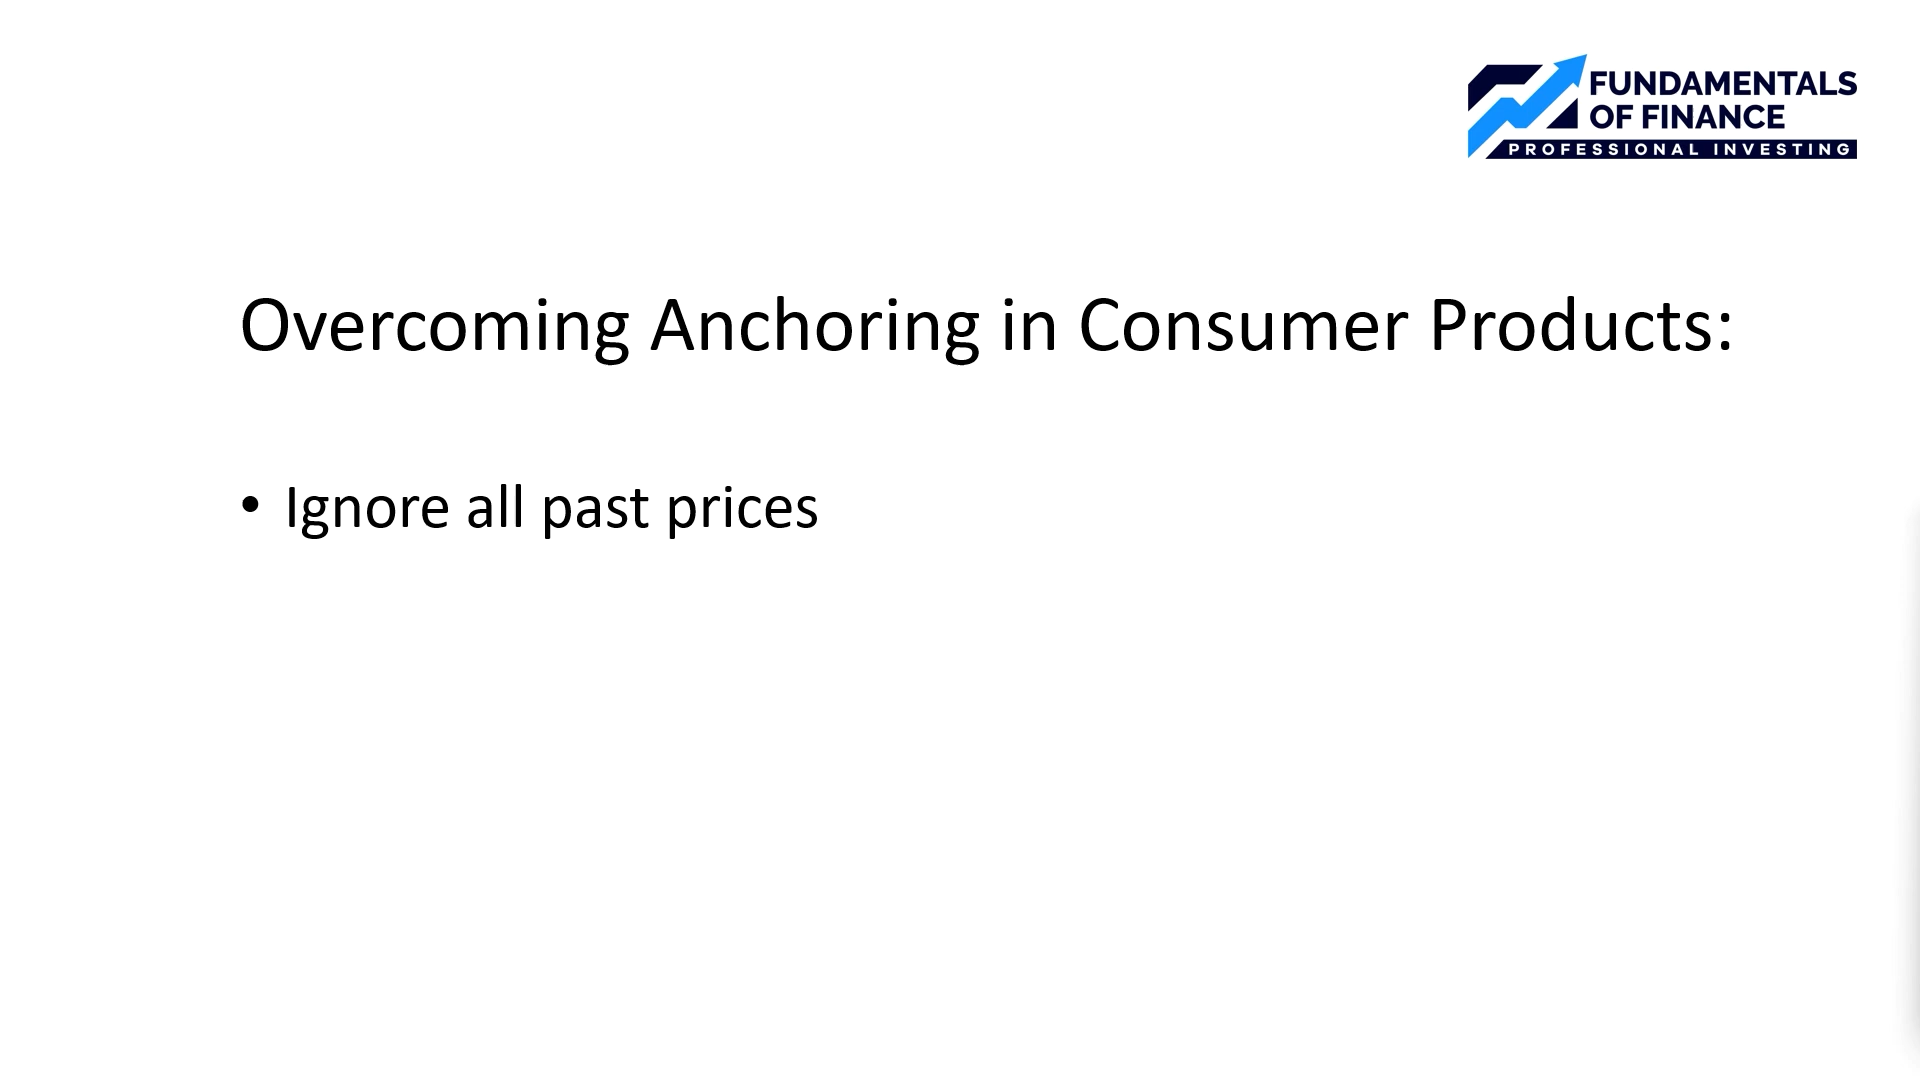 FUNDAMENTALS
OF FINANCE
PROFESSIONAL INVESTING
Overcoming Anchoring in Consumer Products:
• Ignore all past prices